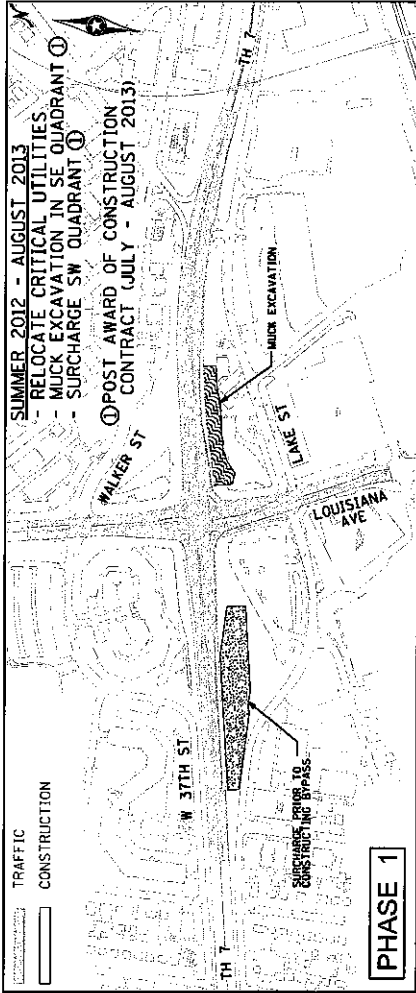 TRAFFIC
CONSTRUCTION
SUMMER 2012 - AUGUST 2013
- RELOCATE CRITICAL UTILITIES
- MUCK EXCAVATION IN SE QUADRANT ①
- SURCHARGE SW QUADRANT ①
①POST AWARD OF CONSTRUCTION
CONTRACT (JULY - AUGUST 2013)
N
WALKER ST
TH 7
W 37TH ST
MUCK EXCAVATION
LAKE ST
LOUISIANA
AVE
TH 7
SURCHARGE PRIOR TO
CONSTRUCTING BYPASS
PHASE 1